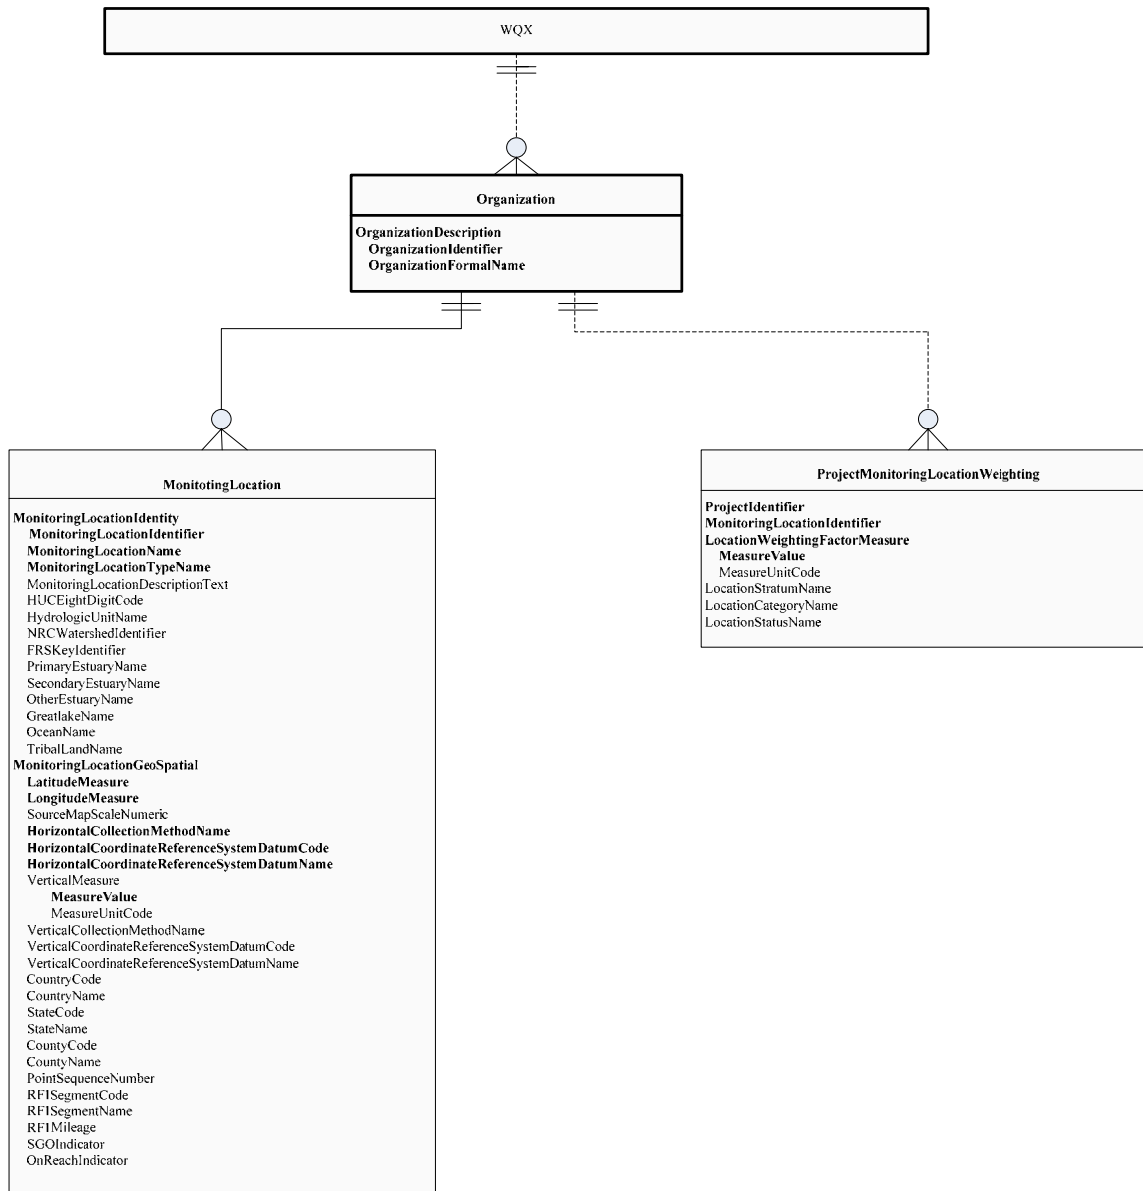 WQX
Organization
OrganizationDescription
OrganizationIdentifier
OrganizationFormalName
MonitotingLocation
MonitoringLocationIdentity
MonitoringLocationIdentifier
MonitoringLocationName
MonitoringLocationTypeName
MonitoringLocationDescriptionText
HUCEightDigitCode
HydrologicUnitName
NRCWatershedIdentifier
FRSKeyIdentifier
PrimaryEstuaryName
SecondaryEstuaryName
OtherEstuaryName
GreatlakeName
OceanName
TribalLandName
MonitoringLocationGeoSpatial
LatitudeMeasure
LongitudeMeasure
SourceMapScaleNumeric
HorizontalCollectionMethodName
HorizontalCoordinateReferenceSystemDatumCode
HorizontalCoordinateReferenceSystemDatumName
VerticalMeasure
MeasureValue
MeasureUnitCode
VerticalCollectionMethodName
VerticalCoordinateReferenceSystemDatumCode
VerticalCoordinateReferenceSystemDatumName
CountryCode
CountryName
StateCode
StateName
CountyCode
CountyName
PointSequenceNumber
RF1SegmentCode
RF1SegmentName
RF1Mileage
SGOIndicator
OnReachIndicator
ProjectMonitoringLocationWeighting
ProjectIdentifier
MonitoringLocationIdentifier
LocationWeightingFactorMeasure
MeasureValue
MeasureUnitCode
LocationStratumName
LocationCategoryName
LocationStatusName